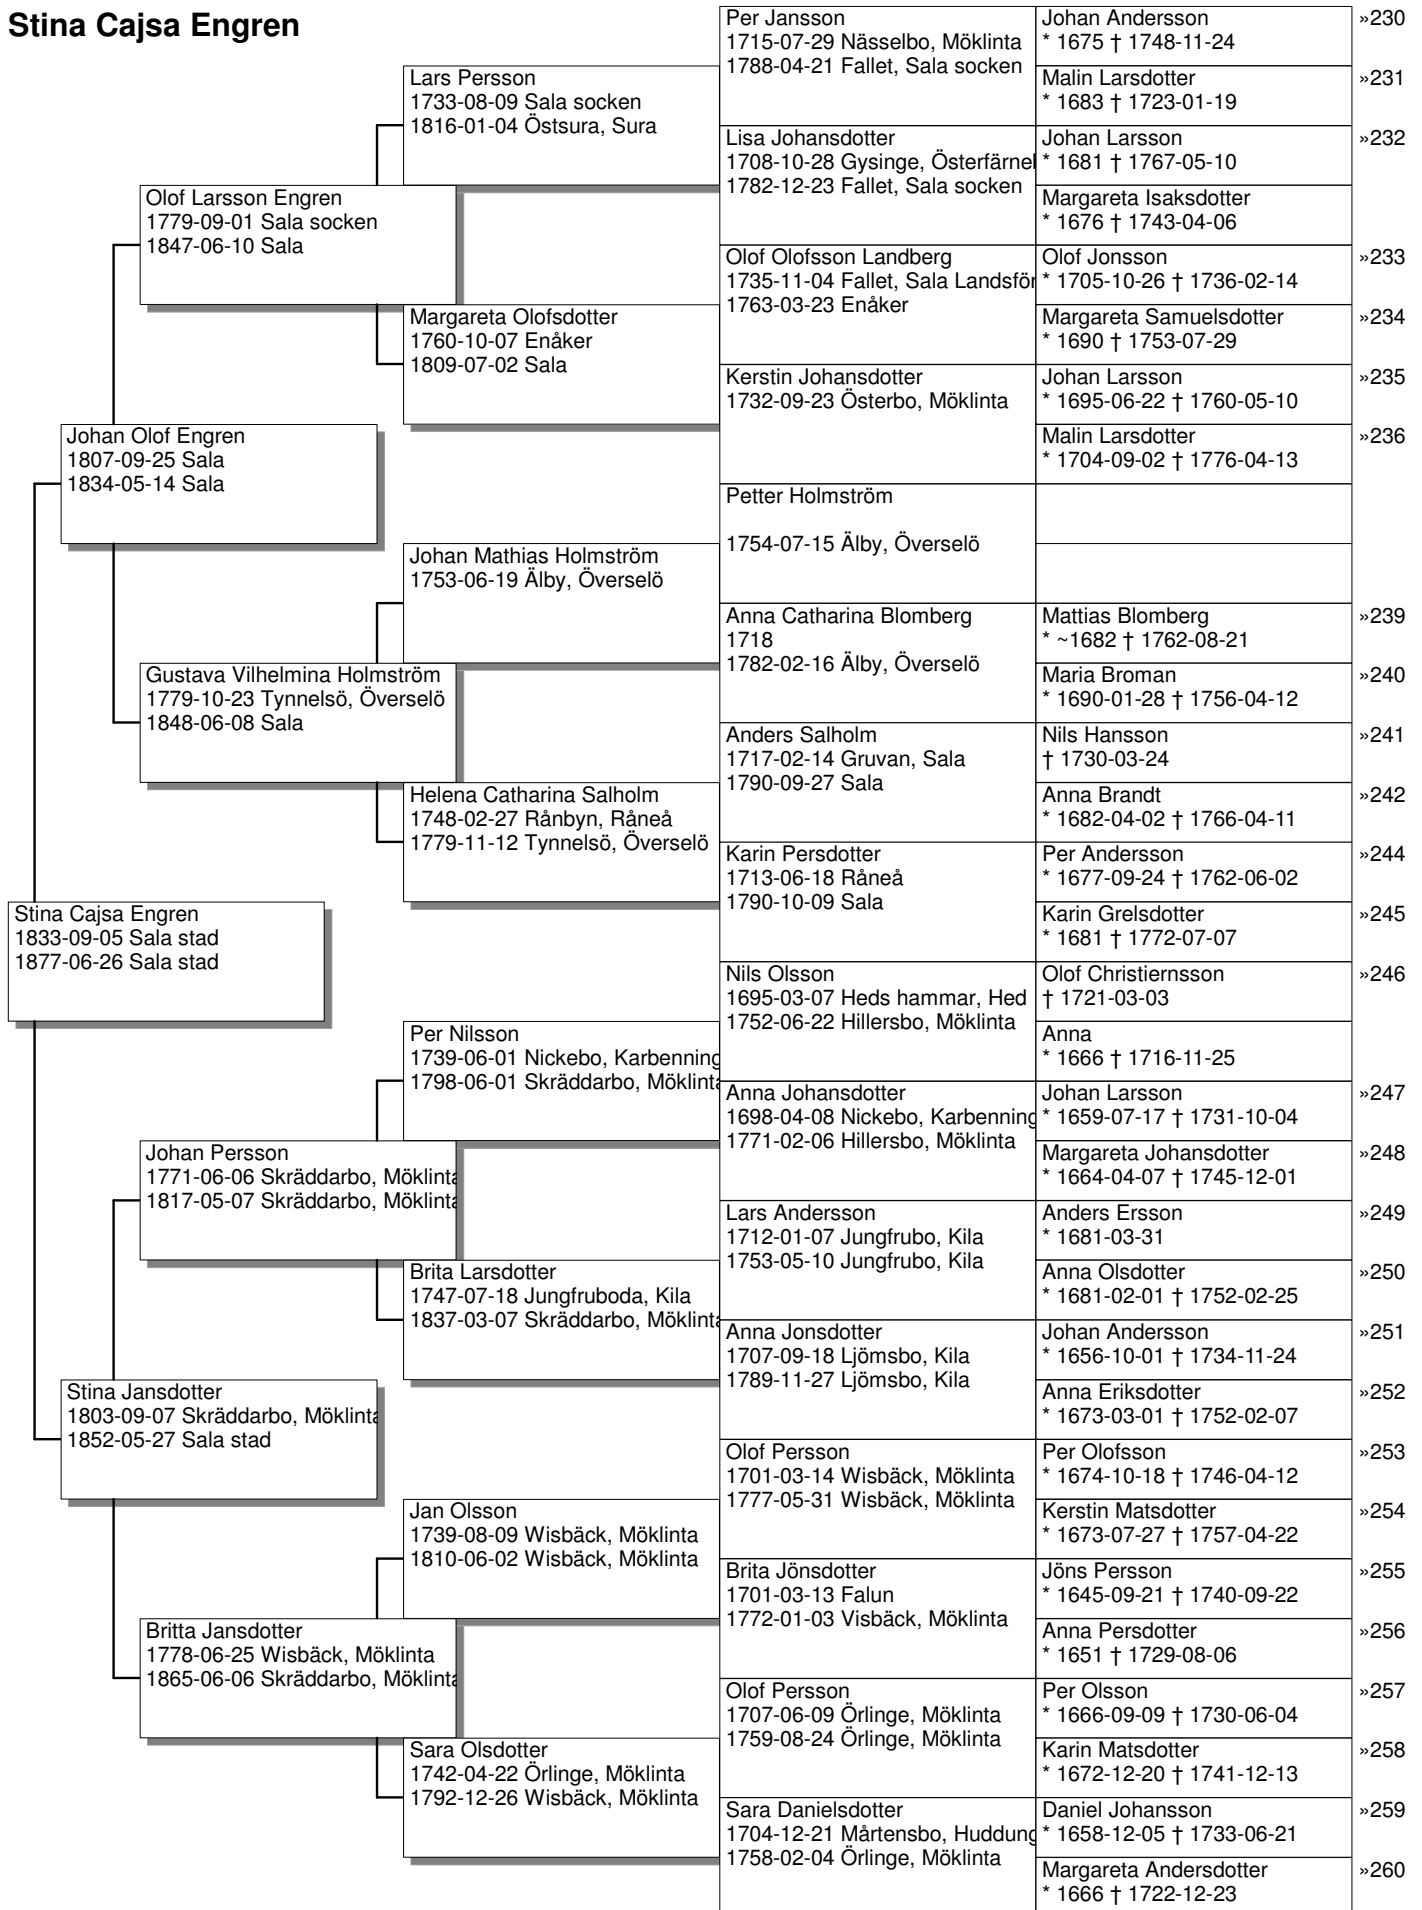 Stina Cajsa Engren
Stina Cajsa Engren
1833-09-05 Sala stad
1877-06-26 Sala stad
Johan Olof Engren
1807-09-25 Sala
1834-05-14 Sala
Stina Jansdotter
1803-09-07 Skräddarbo, Möklinta
1852-05-27 Sala stad
Olof Larsson Engren
1779-09-01 Sala socken
1847-06-10 Sala
Gustava Vilhelmina Holmström
1779-10-23 Tynnelsö, Överselö
1848-06-08 Sala
Johan Persson
1771-06-06 Skräddarbo, Möklinta
1817-05-07 Skräddarbo, Möklinta
Britta Jansdotter
1778-06-25 Wisbäck, Möklinta
1865-06-06 Skräddarbo, Möklinta
Lars Persson
1733-08-09 Sala socken
1816-01-04 Östsura, Sura
Margareta Olofsdotter
1760-10-07 Enåker
1809-07-02 Sala
Johan Mathias Holmström
1753-06-19 Älby, Överselö
Helena Catharina Salholm
1748-02-27 Rånbyn, Råneå
1779-11-12 Tynnelsö, Överselö
Per Nilsson
1739-06-01 Nickebo, Karbenning
1798-06-01 Skräddarbo, Möklinta
Brita Larsdotter
1747-07-18 Jungfruboda, Kila
1837-03-07 Skräddarbo, Möklinta
Jan Olsson
1739-08-09 Wisbäck, Möklinta
1810-06-02 Wisbäck, Möklinta
Sara Olsdotter
1742-04-22 Örlinge, Möklinta
1792-12-26 Wisbäck, Möklinta
Per Jansson
1715-07-29 Nässelbo, Möklinta
1788-04-21 Fallet, Sala socken
Lisa Johansdotter
1708-10-28 Gysinge, Österfärnel
1782-12-23 Fallet, Sala socken
Olof Olofsson Landberg
1735-11-04 Fallet, Sala Landsför
1763-03-23 Enåker
Kerstin Johansdotter
1732-09-23 Österbo, Möklinta
Petter Holmström
1754-07-15 Älby, Överselö
Anna Catharina Blomberg
1718
1782-02-16 Älby, Överselö
Anders Salholm
1717-02-14 Gruvan, Sala
1790-09-27 Sala
Karin Persdotter
1713-06-18 Råneå
1790-10-09 Sala
Nils Olsson
1695-03-07 Heds hammar, Hed
1752-06-22 Hillersbo, Möklinta
Anna Johansdotter
1698-04-08 Nickebo, Karbenning
1771-02-06 Hillersbo, Möklinta
Lars Andersson
1712-01-07 Jungfrubo, Kila
1753-05-10 Jungfrubo, Kila
Anna Jonsdotter
1707-09-18 Ljömsbo, Kila
1789-11-27 Ljömsbo, Kila
Olof Persson
1701-03-14 Wisbäck, Möklinta
1777-05-31 Wisbäck, Möklinta
Brita Jönsdotter
1701-03-13 Falun
1772-01-03 Visbäck, Möklinta
Olof Persson
1707-06-09 Örlinge, Möklinta
1759-08-24 Örlinge, Möklinta
Sara Danielsdotter
1704-12-21 Mårtensbo, Huddung
1758-02-04 Örlinge, Möklinta
Johan Andersson »230
* 1675 † 1748-11-24
Malin Larsdotter »231
* 1683 † 1723-01-19
Johan Larsson »232
* 1681 † 1767-05-10
Margareta Isaksdotter
* 1676 † 1743-04-06
Olof Jonsson »233
* 1705-10-26 † 1736-02-14
Margareta Samuelsdotter »234
* 1690 † 1753-07-29
Johan Larsson »235
* 1695-06-22 † 1760-05-10
Malin Larsdotter »236
* 1704-09-02 † 1776-04-13
Mattias Blomberg »239
* ~1682 † 1762-08-21
Maria Broman »240
* 1690-01-28 † 1756-04-12
Nils Hansson »241
† 1730-03-24
Anna Brandt »242
* 1682-04-02 † 1766-04-11
Per Andersson »244
* 1677-09-24 † 1762-06-02
Karin Grelsdotter »245
* 1681 † 1772-07-07
Olof Christiernsson »246
† 1721-03-03
Anna
* 1666 † 1716-11-25
Johan Larsson »247
* 1659-07-17 † 1731-10-04
Margareta Johansdotter »248
* 1664-04-07 † 1745-12-01
Anders Ersson »249
* 1681-03-31
Anna Olsdotter »250
* 1681-02-01 † 1752-02-25
Johan Andersson »251
* 1656-10-01 † 1734-11-24
Anna Eriksdotter »252
* 1673-03-01 † 1752-02-07
Per Olofsson »253
* 1674-10-18 † 1746-04-12
Kerstin Matsdotter »254
* 1673-07-27 † 1757-04-22
Jöns Persson »255
* 1645-09-21 † 1740-09-22
Anna Persdotter »256
* 1651 † 1729-08-06
Per Olsson »257
* 1666-09-09 † 1730-06-04
Karin Matsdotter »258
* 1672-12-20 † 1741-12-13
Daniel Johansson »259
* 1658-12-05 † 1733-06-21
Margareta Andersdotter »260
* 1666 † 1722-12-23